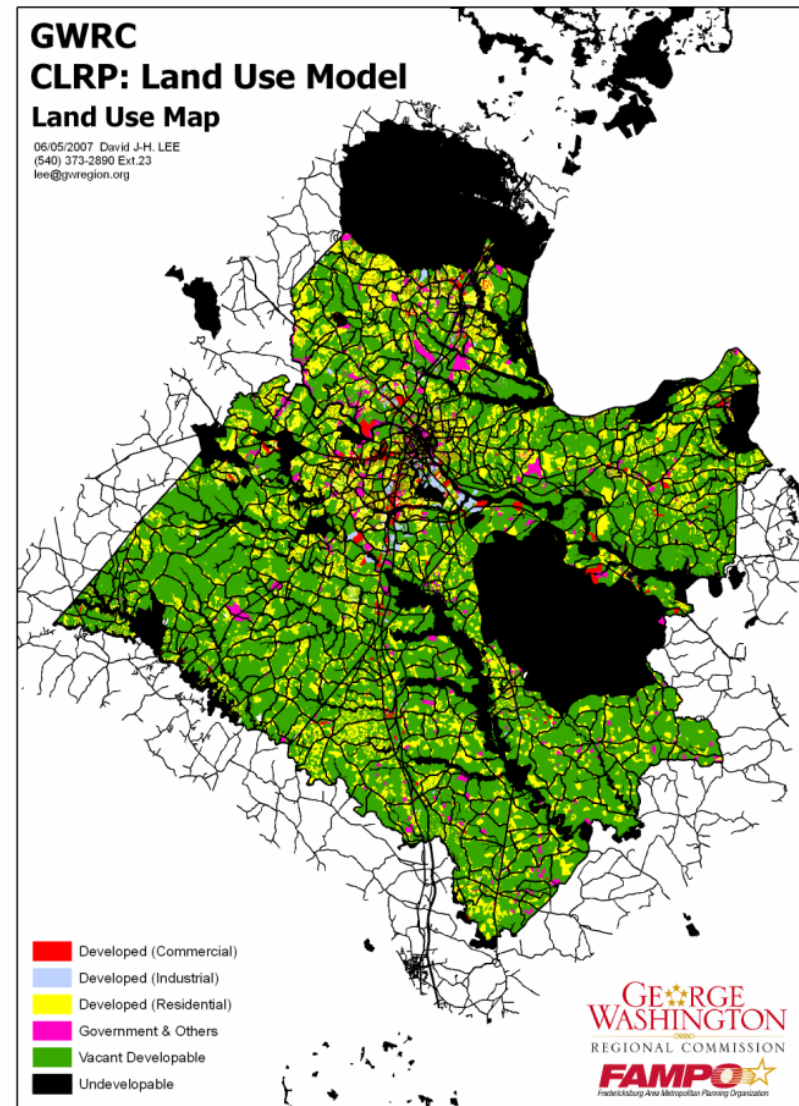 GWRC
CLRP: Land Use Model
Land Use Map
06/05/2007 David J-H. LEE
(540) 373-2890 Ext.23
lee@gwregion.org
Developed (Commercial)
Developed (Industrial)
Developed (Residential)
Government & Others
Vacant Developable
Undevelopable
GEORGE
WASHINGTON
REGIONAL COMMISSION
FAMPO
Fredericksburg Area Metropolitan Planning Organization